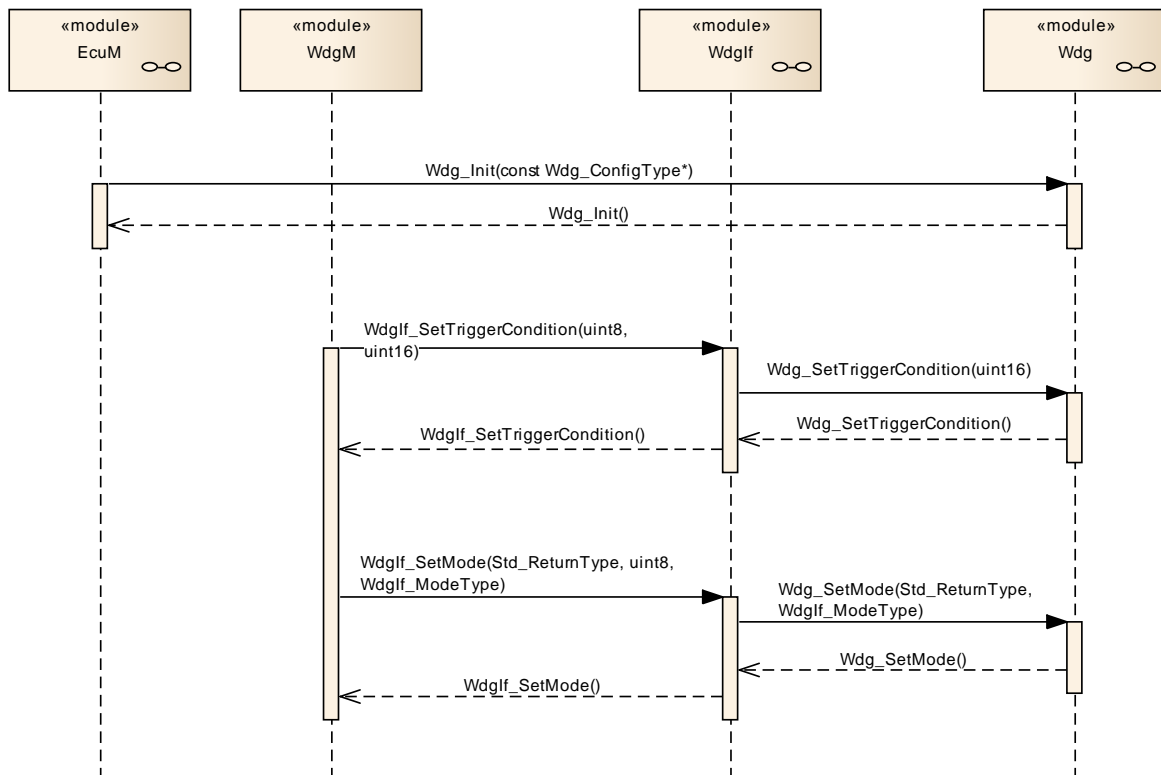 «module»
EcuM
«module»
WdgM
«module»
WdgIf
«module»
Wdg
Wdg_Init(const Wdg_ConfigType*)
Wdg_Init()
WdgIf_SetTriggerCondition(uint8,
uint16)
Wdg_SetTriggerCondition(uint16)
Wdg_SetTriggerCondition()
WdgIf_SetTriggerCondition()
WdgIf_SetMode(Std_ReturnType, uint8,
WdgIf_ModeType)
Wdg_SetMode(Std_ReturnType,
WdgIf_ModeType)
Wdg_SetMode()
WdgIf_SetMode()